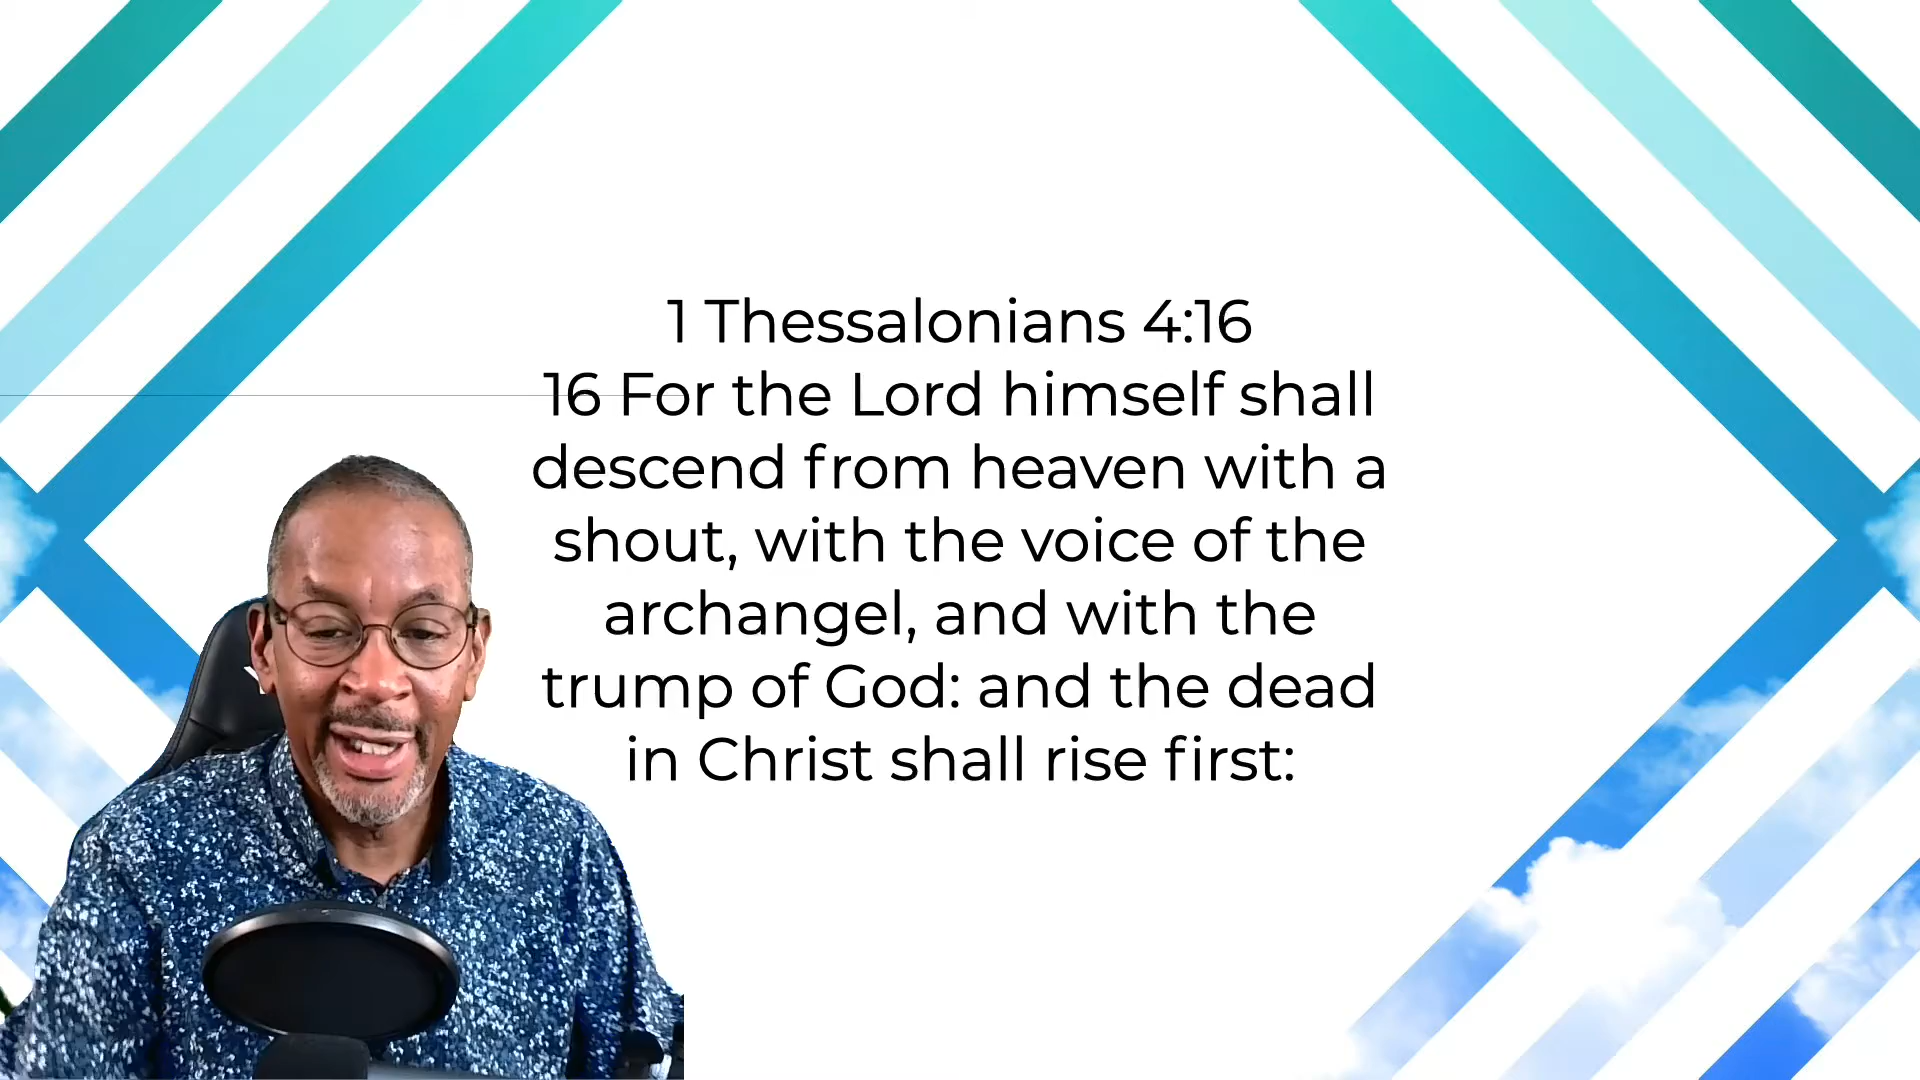 1 Thessalonians 4:16
16 For the Lord himself shall
descend from heaven with a
shout, with the voice of the
archangel, and with the
trump of God: and the dead
in Christ shall rise first: